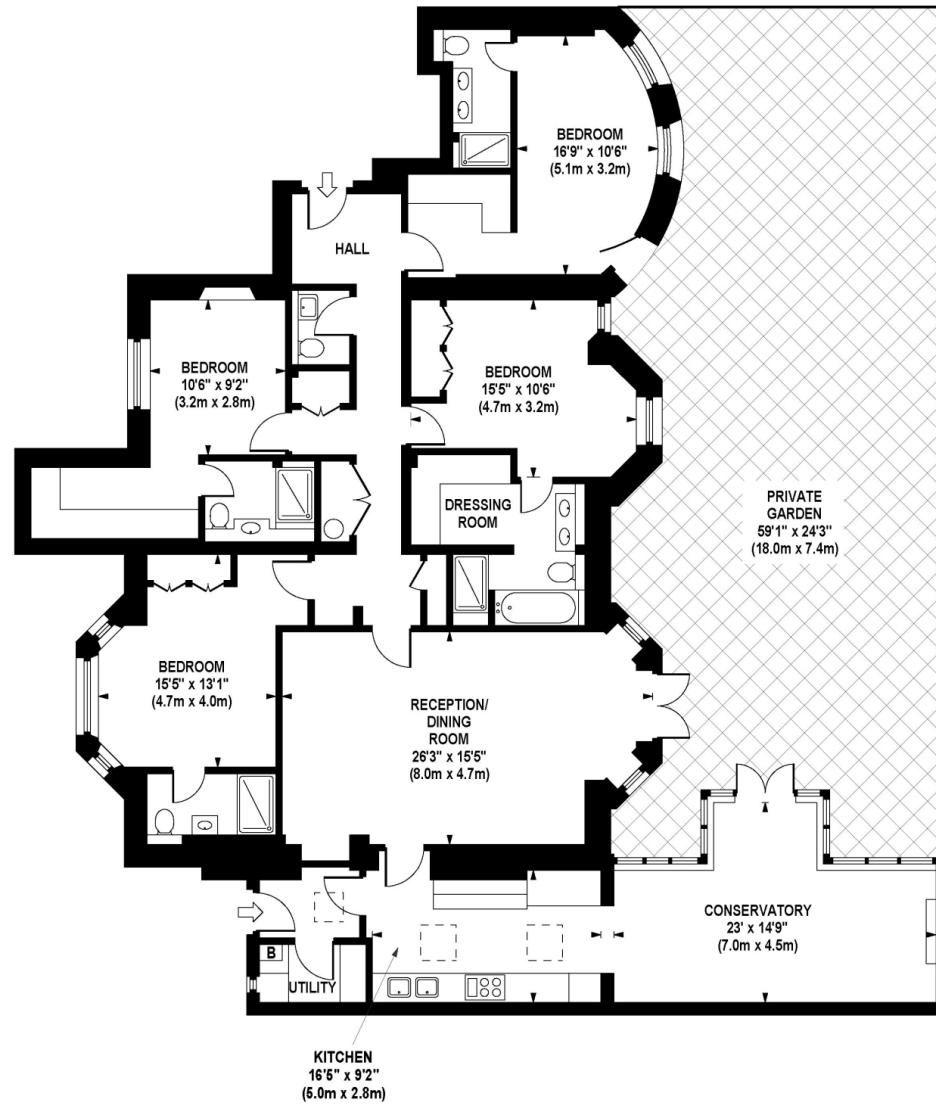 BEDROOM
16'9" x 10'6"
(5.1m x 3.2m)
HALL
BEDROOM
10'6" x 9'2"
(3.2m x 2.8m)
BEDROOM
15'5" x 10'6"
(4.7m x 3.2m)
DRESSING
ROOM
PRIVATE
GARDEN
59'1" x 24'3"
(18.0m x 7.4m)
BEDROOM
15'5" x 13'1"
(4.7m x 4.0m)
RECEPTION/
DINING
ROOM
26'3" x 15'5"
(8.0m x 4.7m)
CONSERVATORY
23' x 14'9"
(7.0m x 4.5m)
B
UTILITY
KITCHEN
16'5" x 9'2"
(5.0m x 2.8m)